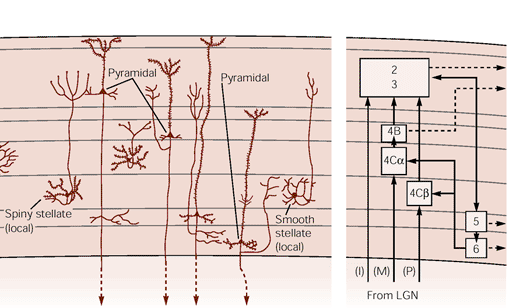 Pyramidal
Pyramidal
Spiny stellate
(local)
Smooth
stellate
(local)
2
3
4B
4Cα
4Cβ
5
6
(I) (M) (P)
From LGN